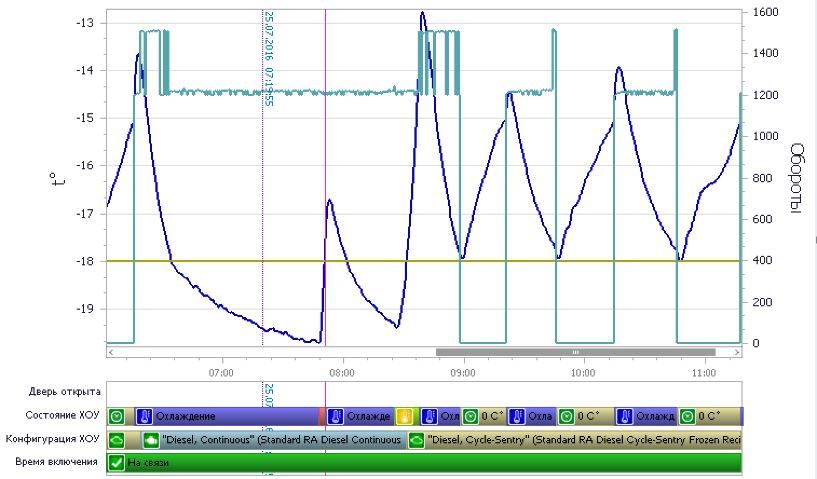 -13
-14
-15
-16
-17
-18
-19
t°
1600
1400
1200
1000
800
600
400
200
0
Обороты
25.07.2016 07:19:55
07:00
08:00
09:00
10:00
11:00
Дверь открыта
25.07
Состояние ХОУ
Охлаждение
Охлажде
Охл
0 C°
Охла
0 C°
Охлажд
0 C°
Конфигурация ХОУ
"Diesel, Continuous" (Standard RA Diesel Continuous
"Diesel, Cycle-Sentry" (Standard RA Diesel Cycle-Sentry Frozen Reci
Время включения
На связи